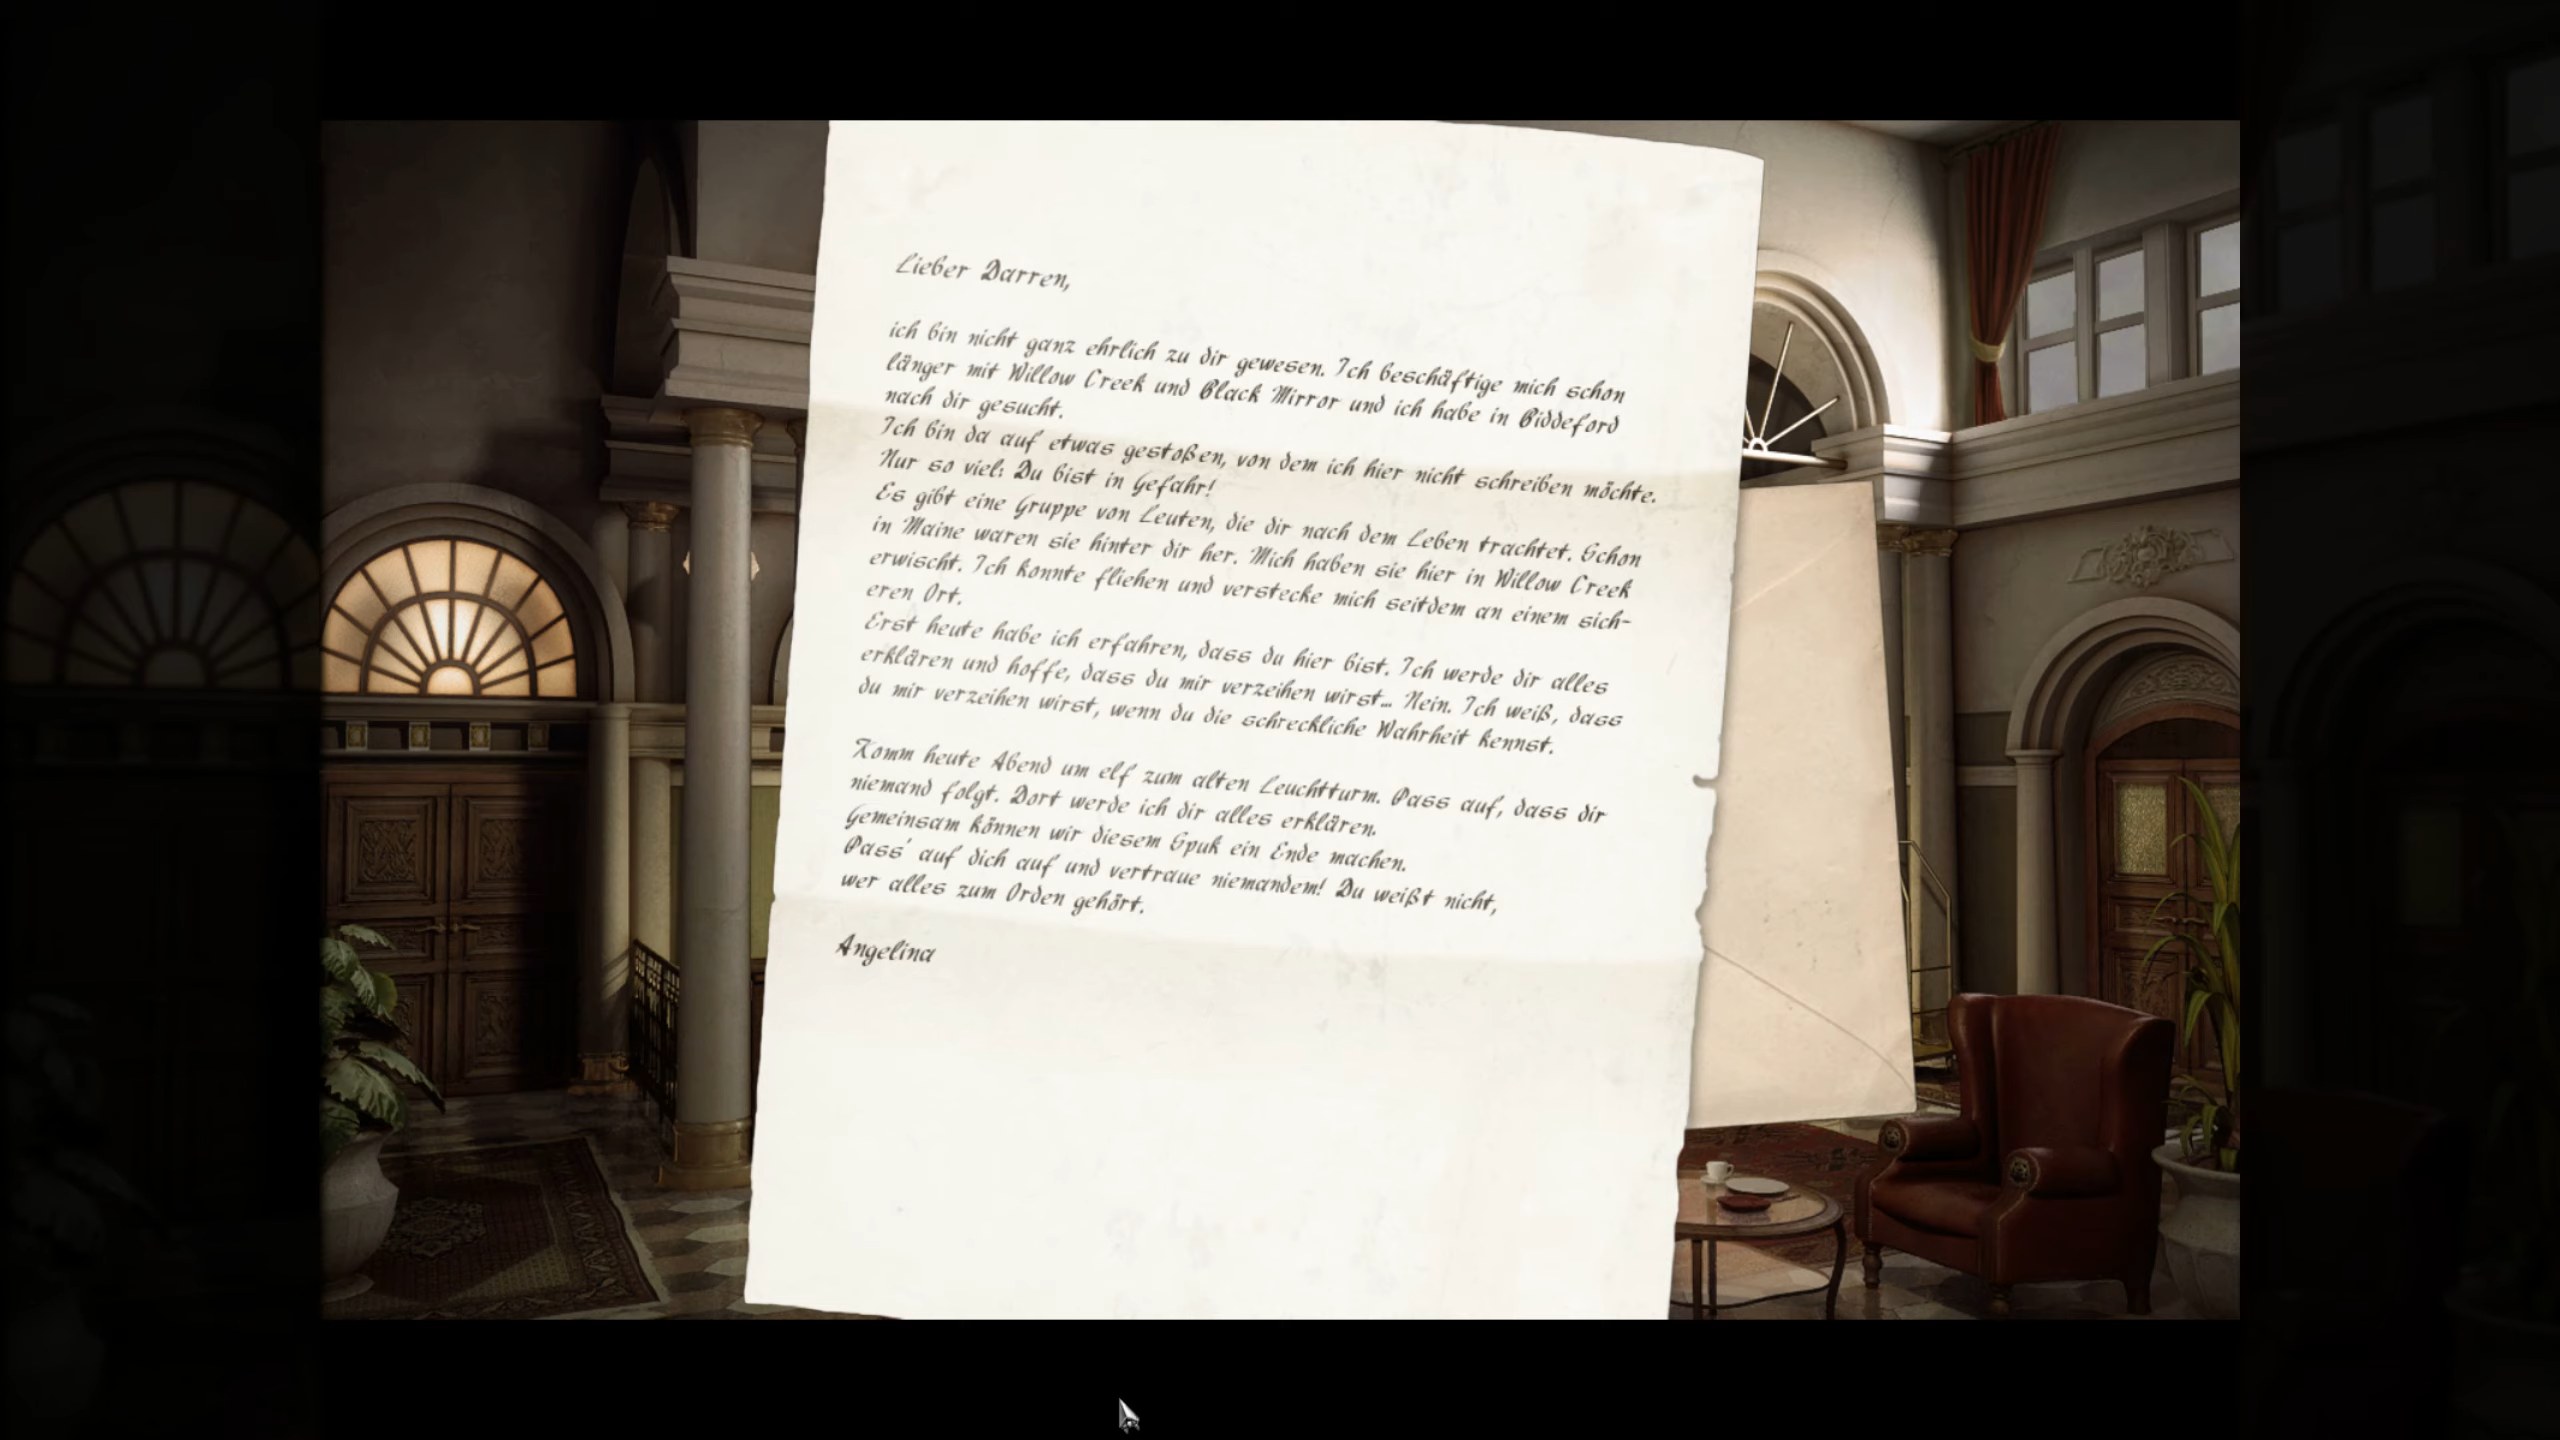 Lieber Darren,
ich bin nicht ganz ehrlich zu dir gewesen. Ich beschäftige mich schon
länger mit Willow Creek und Black Mirror und ich habe in Biddeford
nach dir gesucht.
Ich bin da auf etwas gestoßen, von dem ich hier nicht schreiben möchte.
Nur so viel: Du bist in Gefahr!
Es gibt eine Gruppe von Leuten, die dir nach dem Leben trachtet. Schon
in Maine waren sie hinter dir her. Mich haben sie hier in Willow Creek
erwischt. Ich konnte fliehen und verstecke mich seitdem an einem sich-
eren Ort.
Erst heute habe ich erfahren, dass du hier bist. Ich werde dir alles
erklären und hoffe, dass du mir verzeihen wirst... Nein. Ich weiß, dass
du mir verzeihen wirst, wenn du die schreckliche Wahrheit kennst.
Komm heute Abend um elf zum alten Leuchtturm. Pass auf, dass dir
niemand folgt. Dort werde ich dir alles erklären.
Gemeinsam können wir diesem Spuk ein Ende machen.
Pass' auf dich auf und vertraue niemandem! Du weißt nicht,
wer alles zum Orden gehört.
Angelina